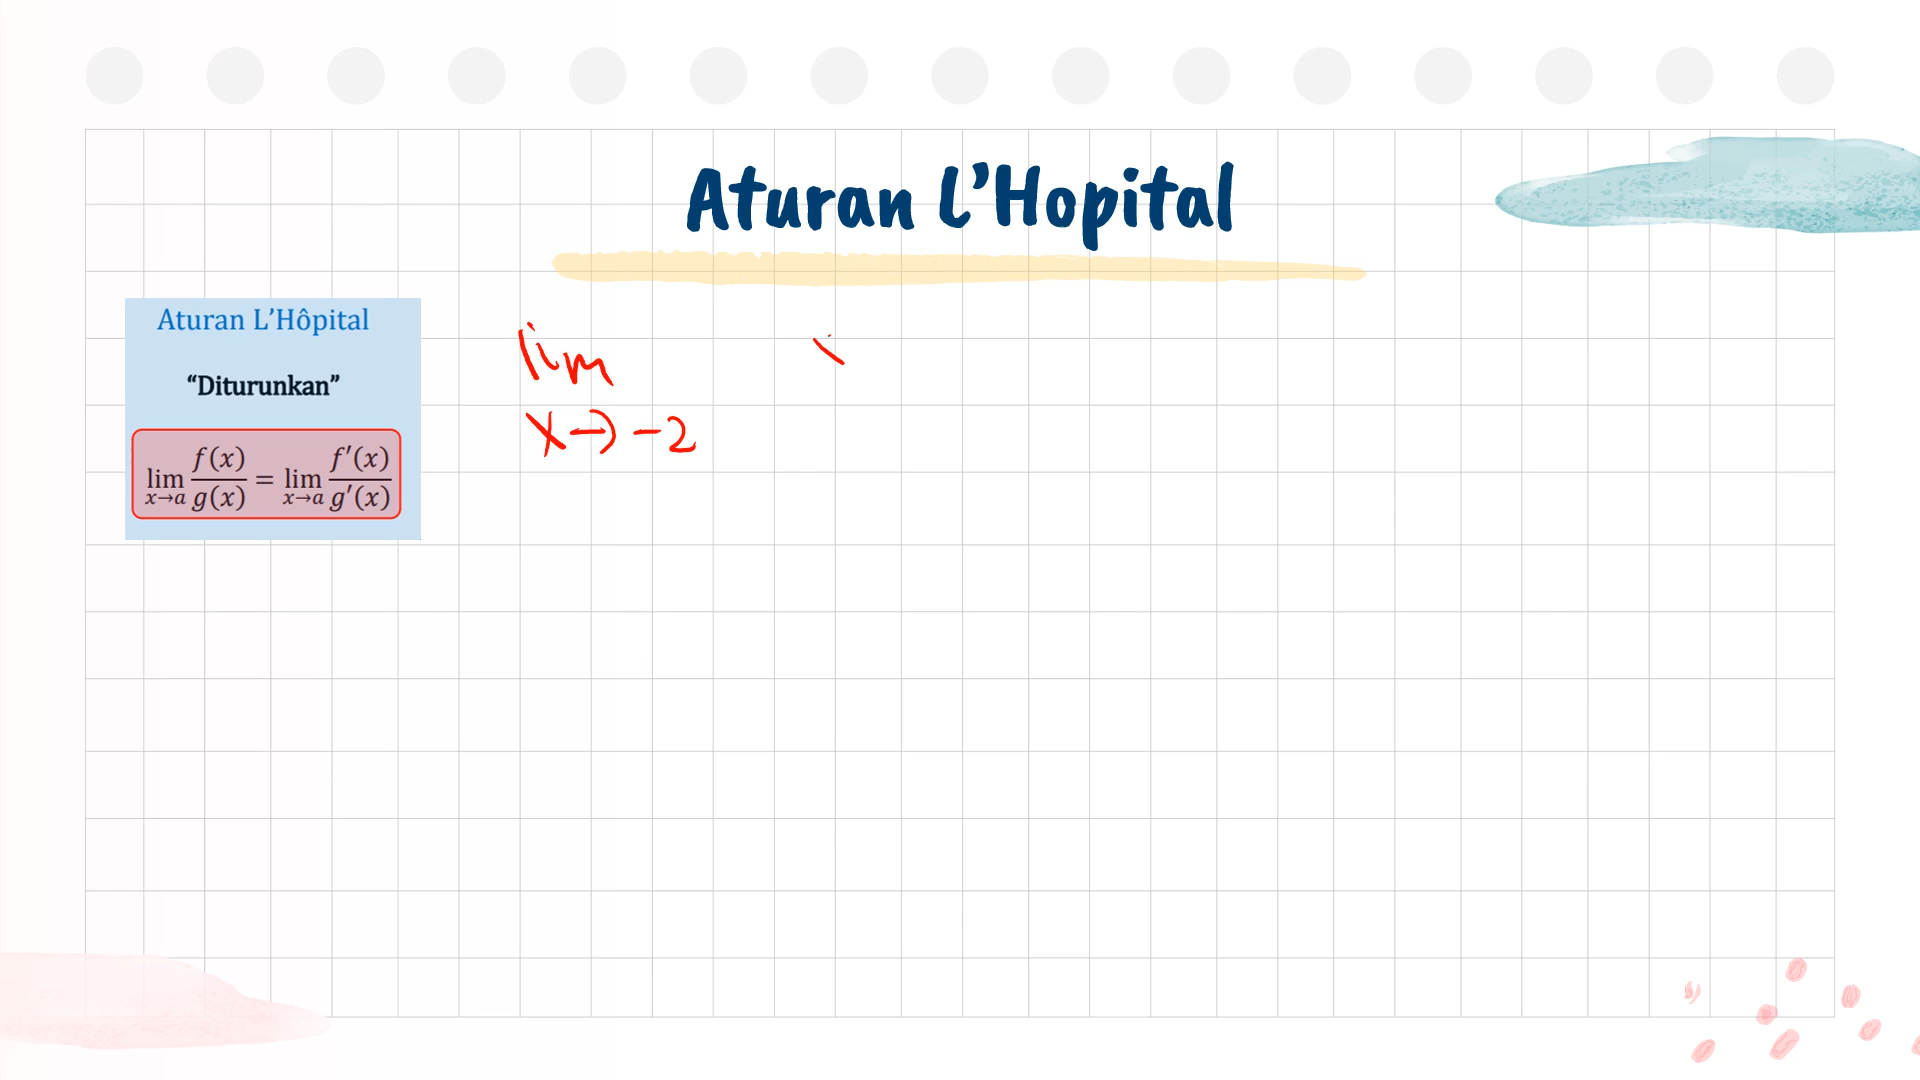 Aturan L’Hopital
Aturan L’Hôpital
“Diturunkan”
lim x→a f(x)/g(x) = lim x→a f′(x)/g′(x)
lim
x→-2